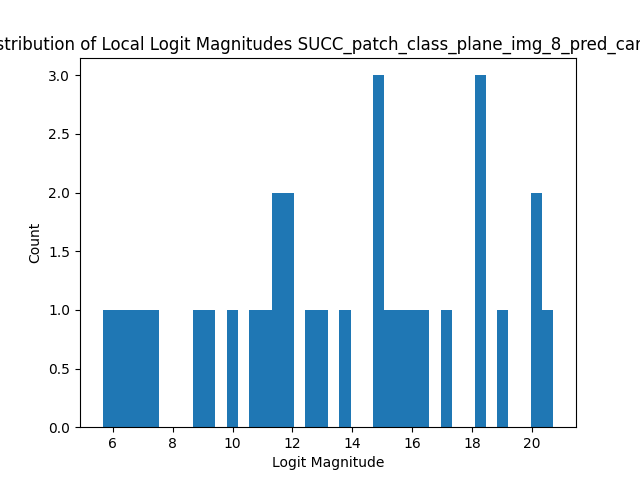 stribution of Local Logit Magnitudes SUCC_patch_class_plane_img_8_pred_car
3.0
2.5
2.0
1.5
1.0
0.5
0.0
Count
6 8 10 12 14 16 18 20
Logit Magnitude